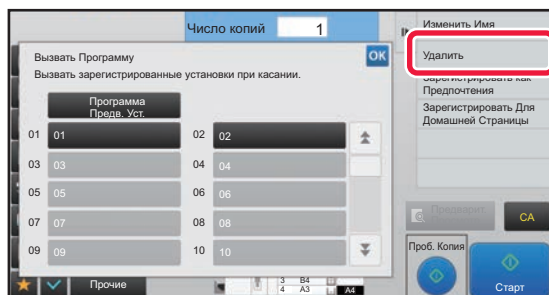 Число копий 1
Вызвать Программу
OK
Вызвать зарегистрированные установки при касании.
Программа
Предв. Уст.
01 01
02 02
03 03
04 04
05 05
06 06
07 07
08 08
09 09
10 10
Изменить Имя
Удалить
Зарегистрировать как
Предпочтения
Зарегистрировать Для
Домашней Страницы
CA
Проб. Копия
Старт
Прочие
3 B4
4 A3
A4